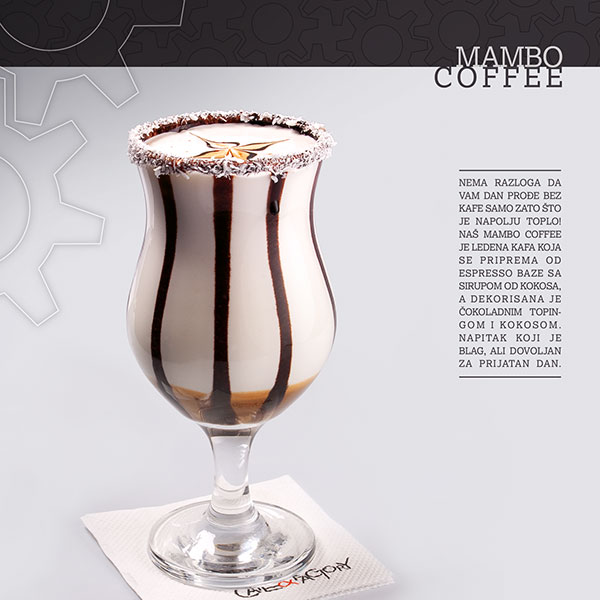 MAMBO
COFFEE
NEMA RAZLOGA DA
VAM DAN PROĐE BEZ
KAFE SAMO ZATO ŠTO
JE NAPOLJU TOPLO!
NAŠ MAMBO COFFEE
JE LEDENA KAFA KOJA
SE PRIPREMA OD
ESPRESSO BAZE SA
SIRUPOM OD KOKOSA,
A DEKORISANA JE
ČOKOLADNIM TOPIN-
GOM I KOKOSOM.
NAPITAK KOJI JE
BLAG, ALI DOVOLJAN
ZA PRIJATAN DAN.